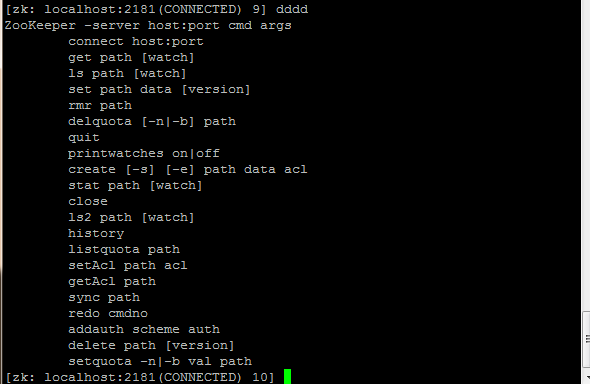 [zk: localhost:2181(CONNECTED) 9] dddd
ZooKeeper -server host:port cmd args
        connect host:port
        get path [watch]
        ls path [watch]
        set path data [version]
        rmr path
        delquota [-n|-b] path
        quit
        printwatches on|off
        create [-s] [-e] path data acl
        stat path [watch]
        close
        ls2 path [watch]
        history
        listquota path
        setAcl path acl
        getAcl path
        sync path
        redo cmdno
        addauth scheme auth
        delete path [version]
        setquota -n|-b val path
[zk: localhost:2181(CONNECTED) 10]